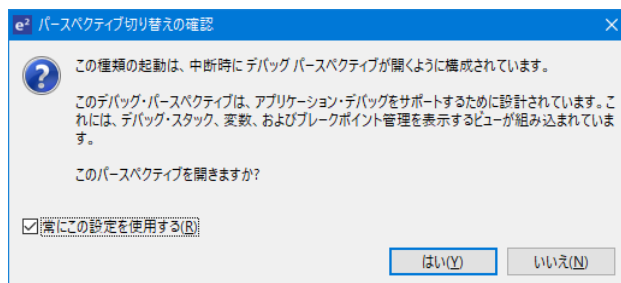 e² パースペクティブ切り替えの確認
この種類の起動は、中断時に デバッグ パースペクティブが開くように構成されています。
このデバッグ・パースペクティブは、アプリケーション・デバッグをサポートするために設計されています。こ
れには、デバッグ・スタック、変数、およびブレークポイント管理を表示するビューが組み込まれていま
す。
このパースペクティブを開きますか?
常にこの設定を使用する(R)
はい(Y) いいえ(N)